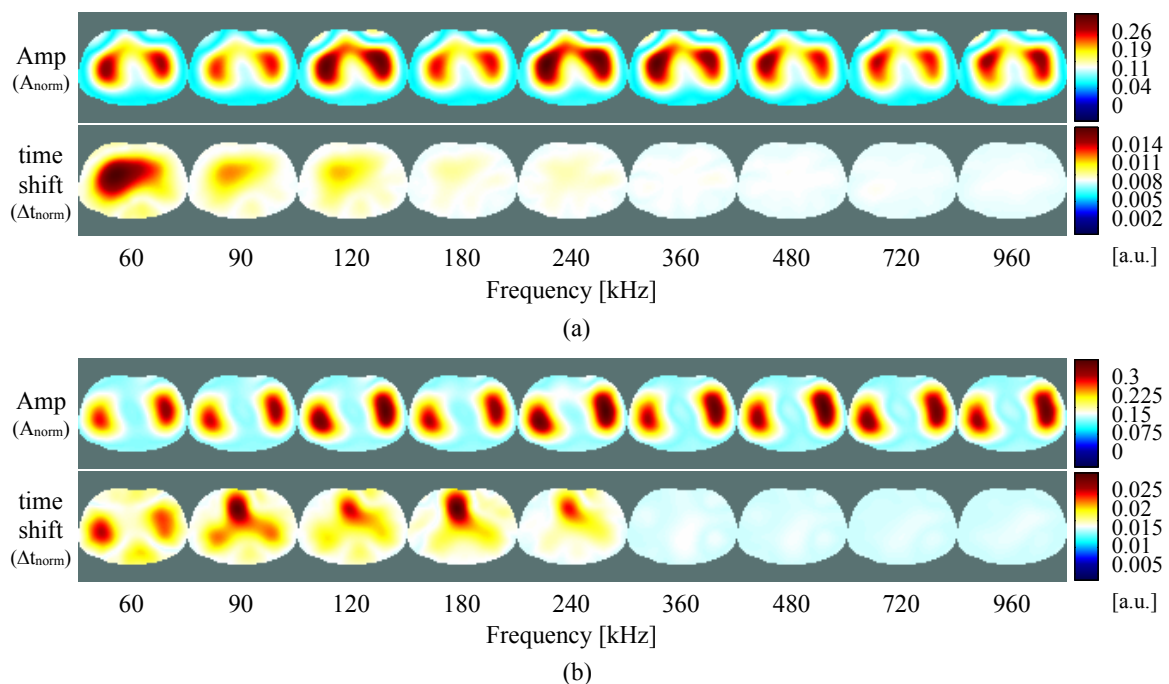 Amp
(Anorm)
0.26
0.19
0.11
0.04
0
time
shift
(Δtnorm)
0.014
0.011
0.008
0.005
0.002
60 90 120 180 240 360 480 720 960 [a.u.]
Frequency [kHz]
(a)
Amp
(Anorm)
0.3
0.225
0.15
0.075
0
time
shift
(Δtnorm)
0.025
0.02
0.015
0.01
0.005
60 90 120 180 240 360 480 720 960 [a.u.]
Frequency [kHz]
(b)